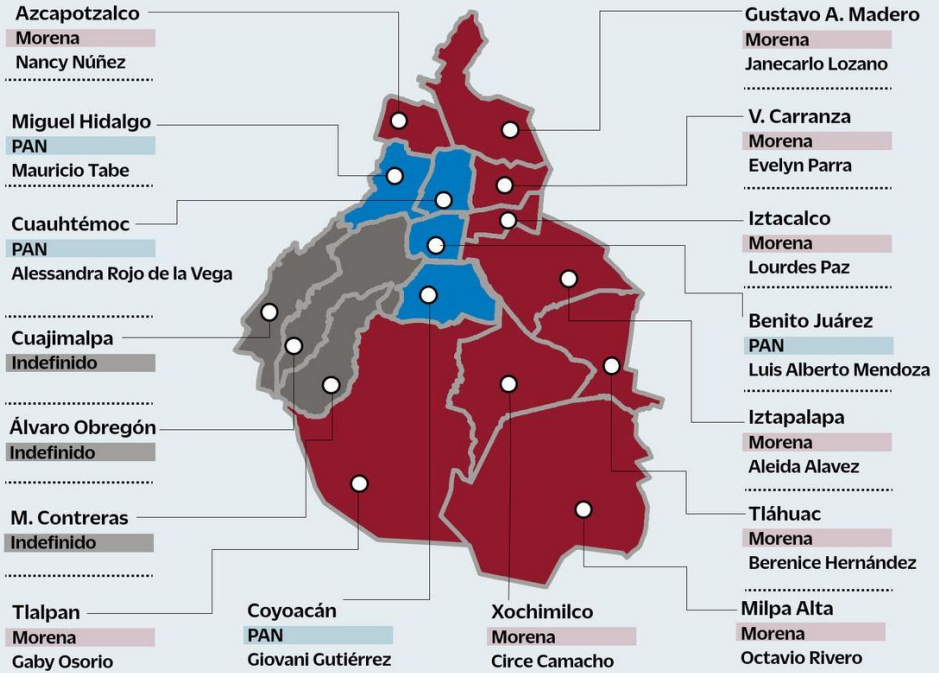 Azcapotzalco
Morena
Nancy Núñez
Miguel Hidalgo
PAN
Mauricio Tabe
Cuauhtémoc
PAN
Alessandra Rojo de la Vega
Cuajimalpa
Indefinido
Álvaro Obregón
Indefinido
M. Contreras
Indefinido
Tlalpan
Morena
Gaby Osorio
Coyoacán
PAN
Giovani Gutiérrez
Xochimilco
Morena
Circe Camacho
Gustavo A. Madero
Morena
Janecarlo Lozano
V. Carranza
Morena
Evelyn Parra
Iztacalco
Morena
Lourdes Paz
Benito Juárez
PAN
Luis Alberto Mendoza
Iztapalapa
Morena
Aleida Alavez
Tláhuac
Morena
Berenice Hernández
Milpa Alta
Morena
Octavio Rivero